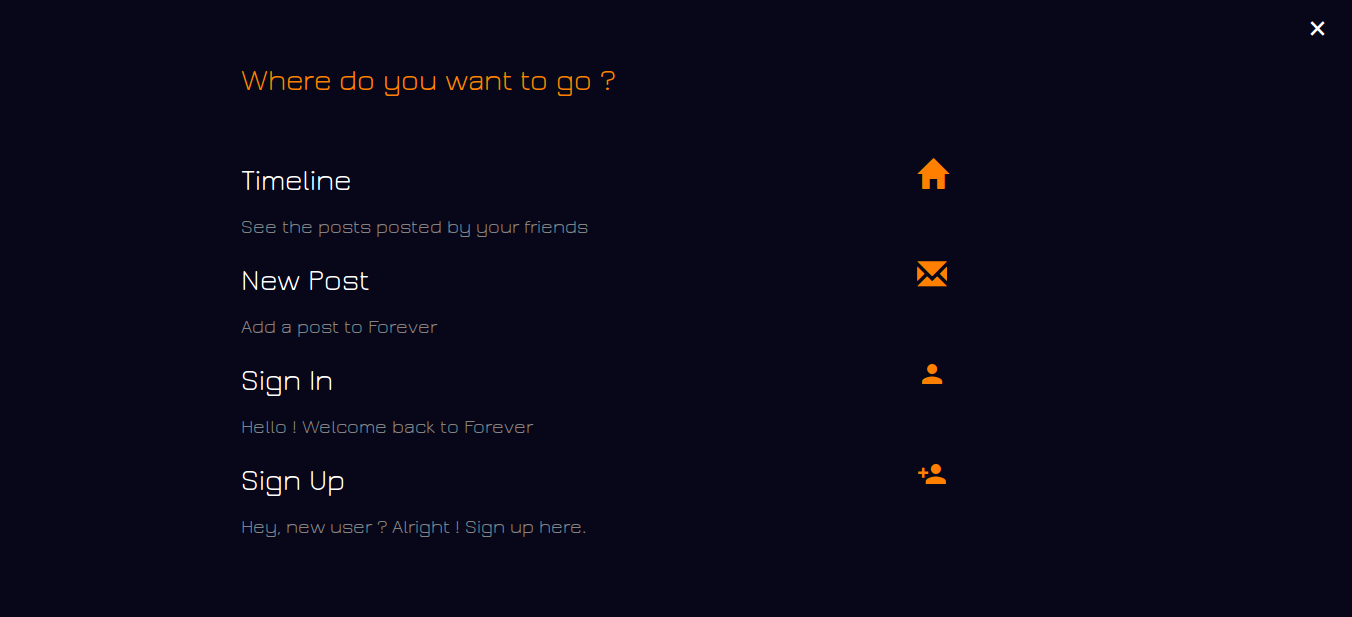 Where do you want to go ?
Timeline
See the posts posted by your friends
New Post
Add a post to Forever
Sign In
Hello ! Welcome back to Forever
Sign Up
Hey, new user ? Alright ! Sign up here.